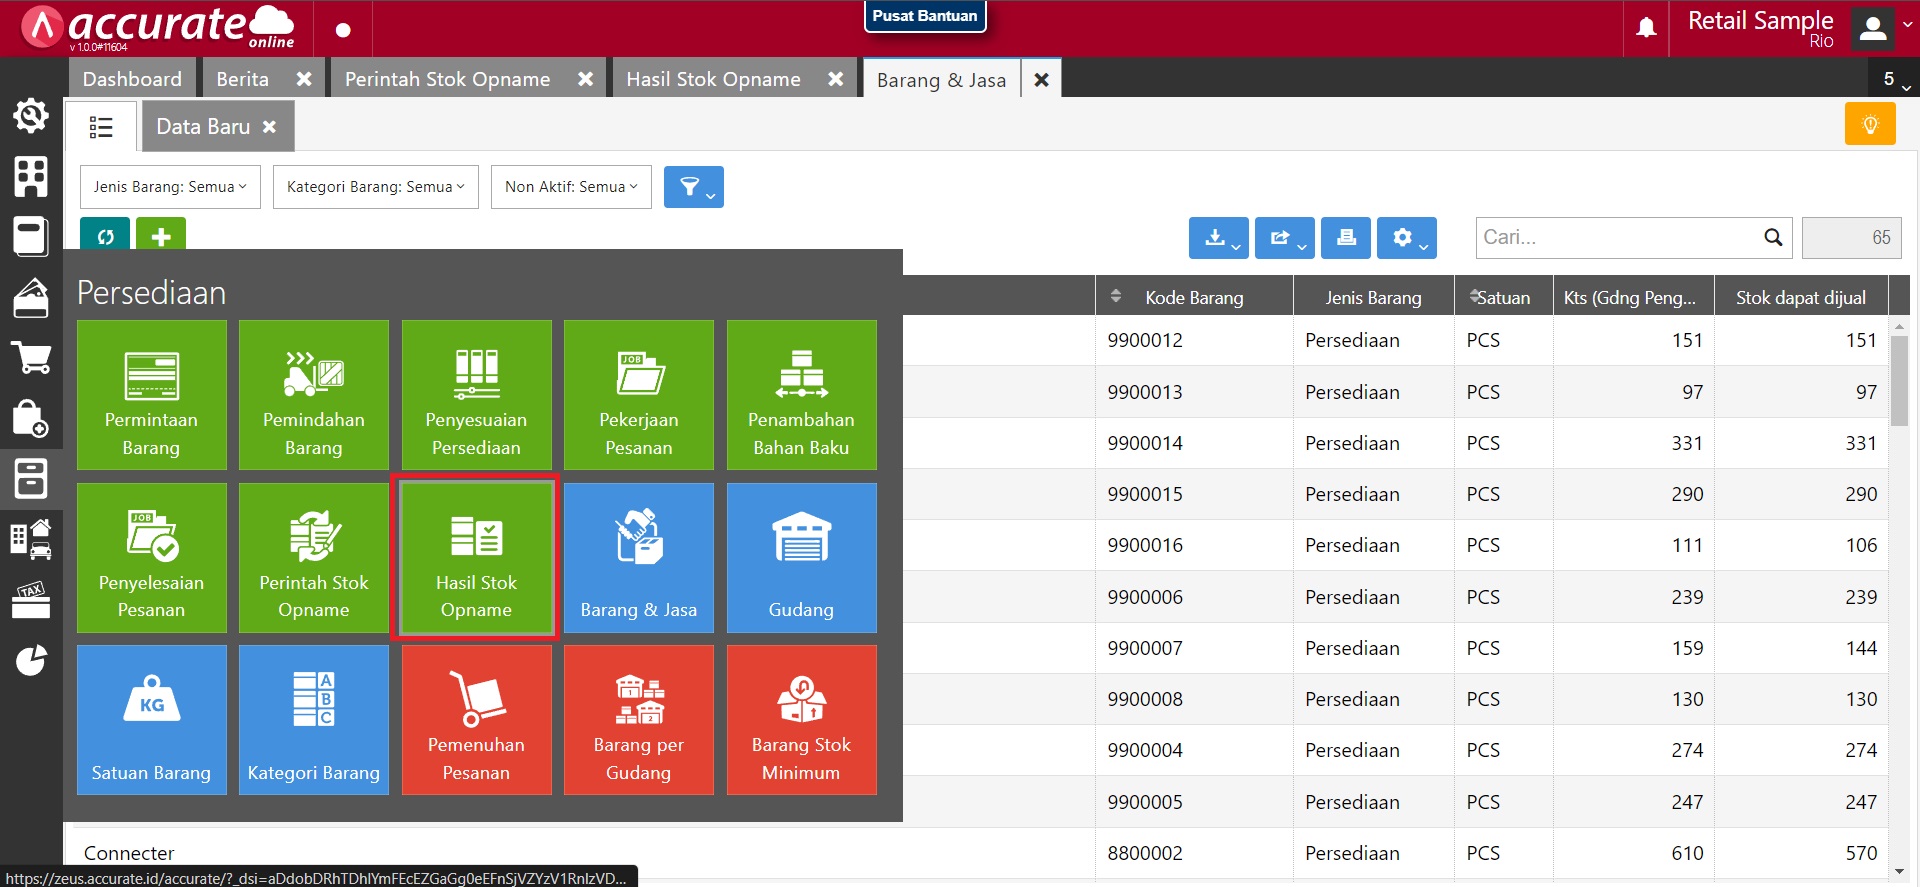 accurate
online
v 1.0.0#11604
Pusat Bantuan
Retail Sample
Rio
Dashboard
Berita
Perintah Stok Opname
Hasil Stok Opname
Barang & Jasa
5
Data Baru
Jenis Barang: Semua
Kategori Barang: Semua
Non Aktif: Semua
Cari...
65
Persediaan
Permintaan
Barang
Pemindahan
Barang
Penyesuaian
Persediaan
JOB
Pekerjaan
Pesanan
Penambahan
Bahan Baku
JOB
Penyelesaian
Pesanan
Perintah Stok
Opname
Hasil Stok
Opname
Barang & Jasa
Gudang
KG
Satuan Barang
A
B
C
Kategori Barang
Pemenuhan
Pesanan
1
2
Barang per
Gudang
Barang Stok
Minimum
TAX
Kode Barang Jenis Barang Satuan Kts (Gdng Peng... Stok dapat dijual
9900012 Persediaan PCS 151 151
9900013 Persediaan PCS 97 97
9900014 Persediaan PCS 331 331
9900015 Persediaan PCS 290 290
9900016 Persediaan PCS 111 106
9900006 Persediaan PCS 239 239
9900007 Persediaan PCS 159 144
9900008 Persediaan PCS 130 130
9900004 Persediaan PCS 274 274
9900005 Persediaan PCS 247 247
Connecter 8800002 Persediaan PCS 610 570
https://zeus.accurate.id/accurate/?_dsi=aDdobDRhTDhlYmFEcEZGaGg0eEFnSjVZYzV1RnlzVD...